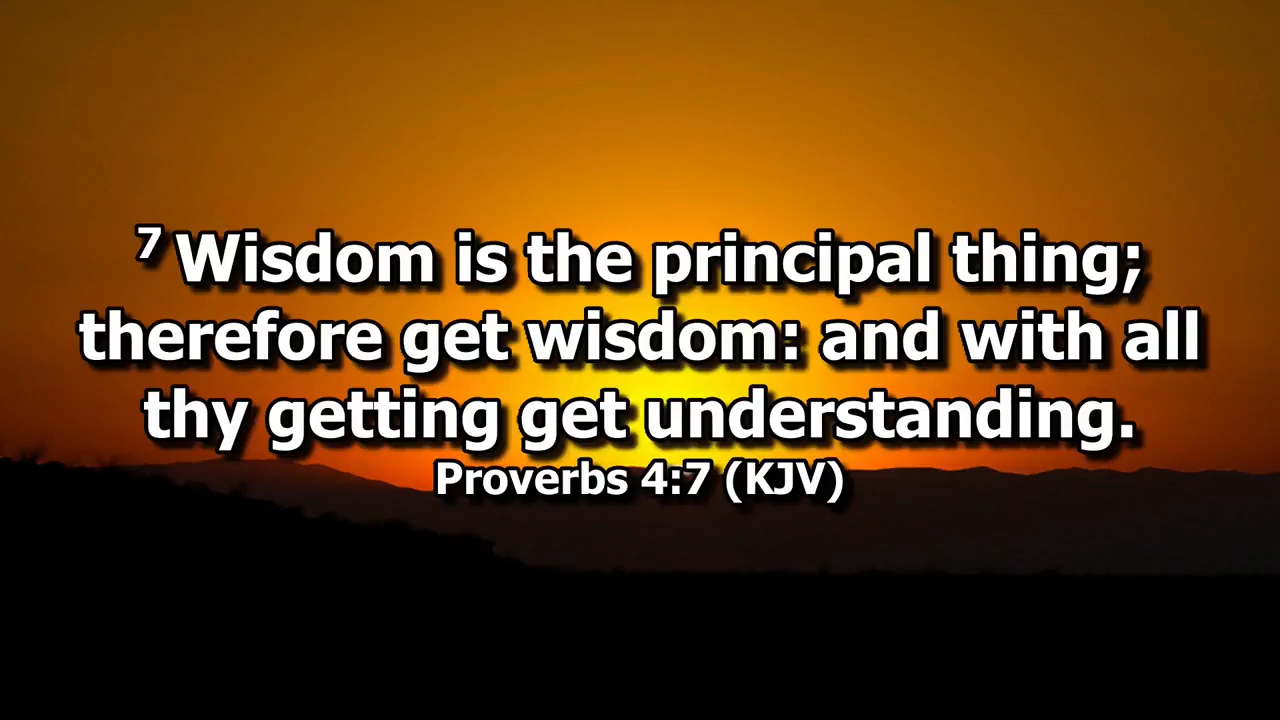 7 Wisdom is the principal thing;
therefore get wisdom: and with all
thy getting get understanding.
Proverbs 4:7 (KJV)